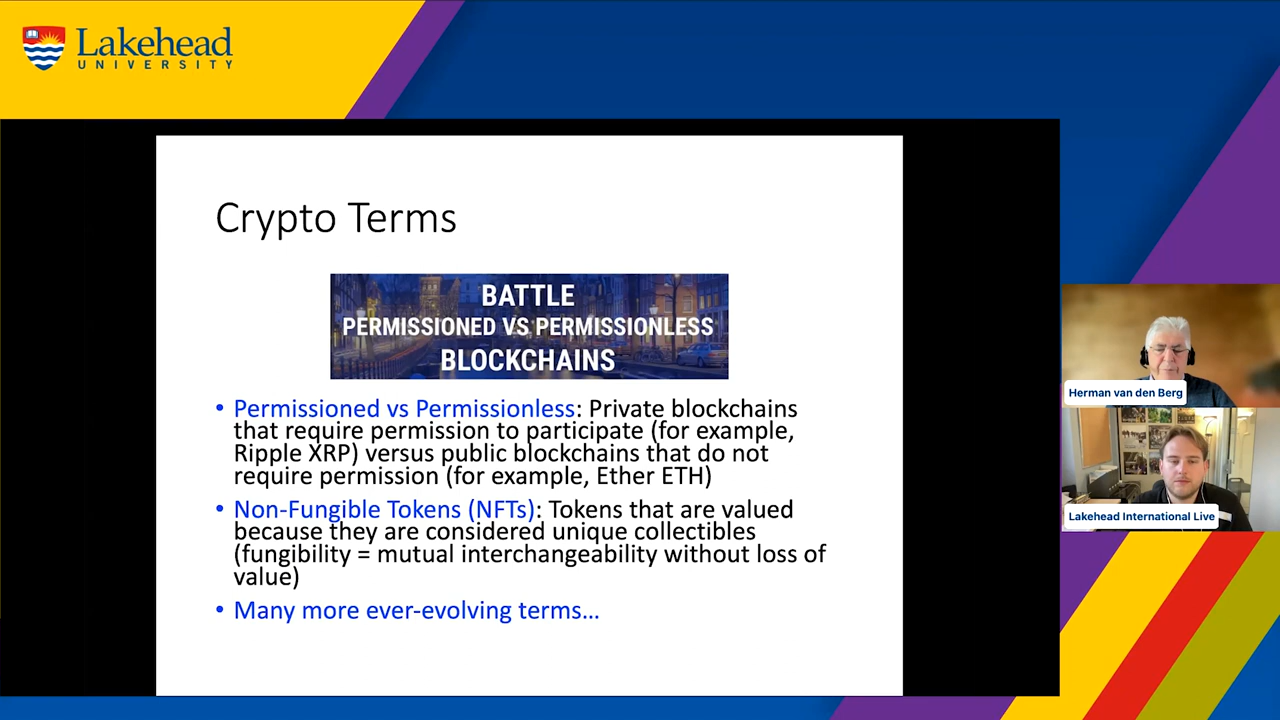 Lakehead
UNIVERSITY
Crypto Terms
BATTLE
PERMISSIONED VS PERMISSIONLESS
BLOCKCHAINS
• Permissioned vs Permissionless: Private blockchains
that require permission to participate (for example,
Ripple XRP) versus public blockchains that do not
require permission (for example, Ether ETH)
• Non-Fungible Tokens (NFTs): Tokens that are valued
because they are considered unique collectibles
(fungibility = mutual interchangeability without loss of
value)
• Many more ever-evolving terms...
Herman van den Berg
Lakehead International Live